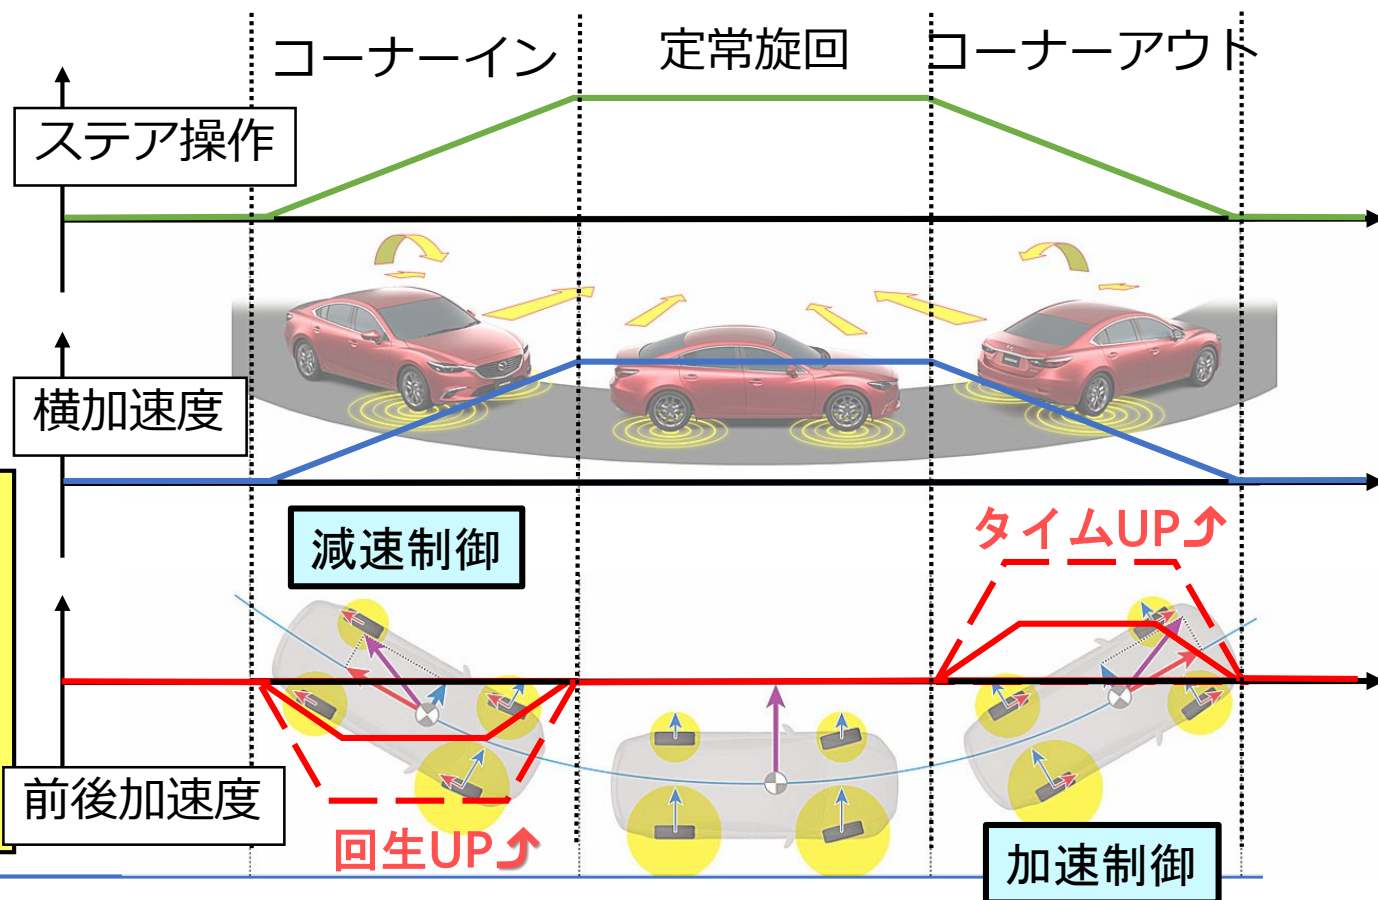 コーナーイン
定常旋回
コーナーアウト
ステア操作
横加速度
減速制御
タイムUP⤴
前後加速度
回生UP⤴
加速制御